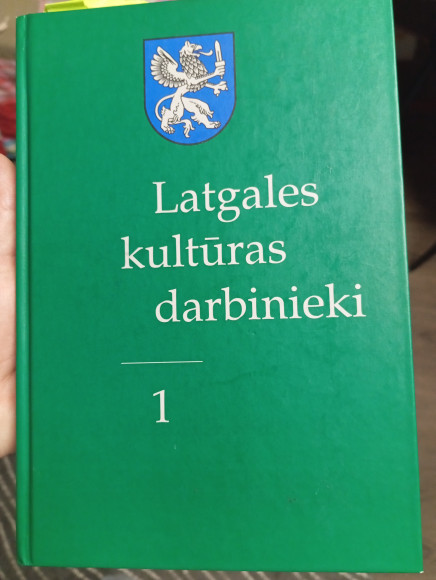 Latgales
kultūras
darbinieki
1